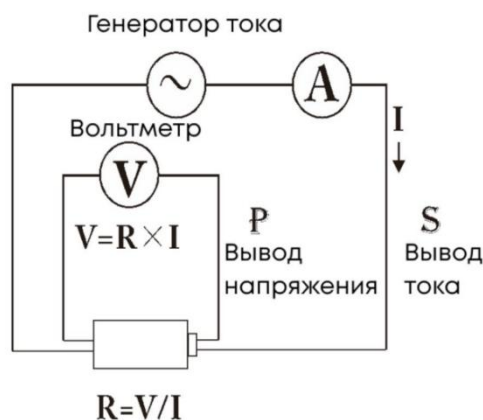 Генератор тока
~
A
Вольтметр
I
V
V=R×I
P
S
Вывод
напряжения
Вывод
тока
R=V/I